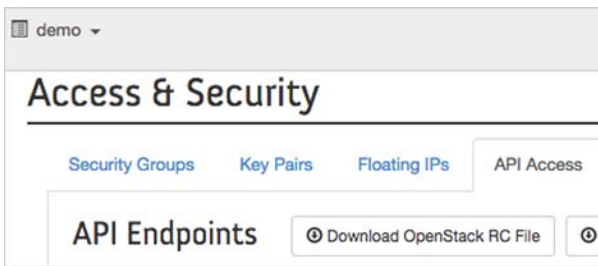 demo
Access & Security
Security Groups Key Pairs Floating IPs API Access
API Endpoints Download OpenStack RC File